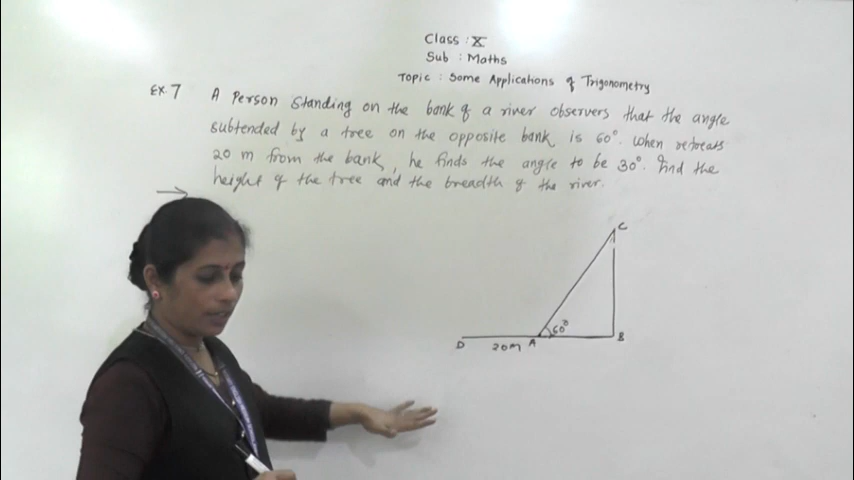 Class : X
Sub : Maths
Topic : Some Applications of Trigonometry
Ex. 7 A Person Standing on the bank of a river observers that the angle
subtended by a tree on the opposite bank is 60°. When retreats
20 m from the bank, he finds the angle to be 30°. Find the
height of the tree and the breadth of the river.
C
60°
D 20m A B